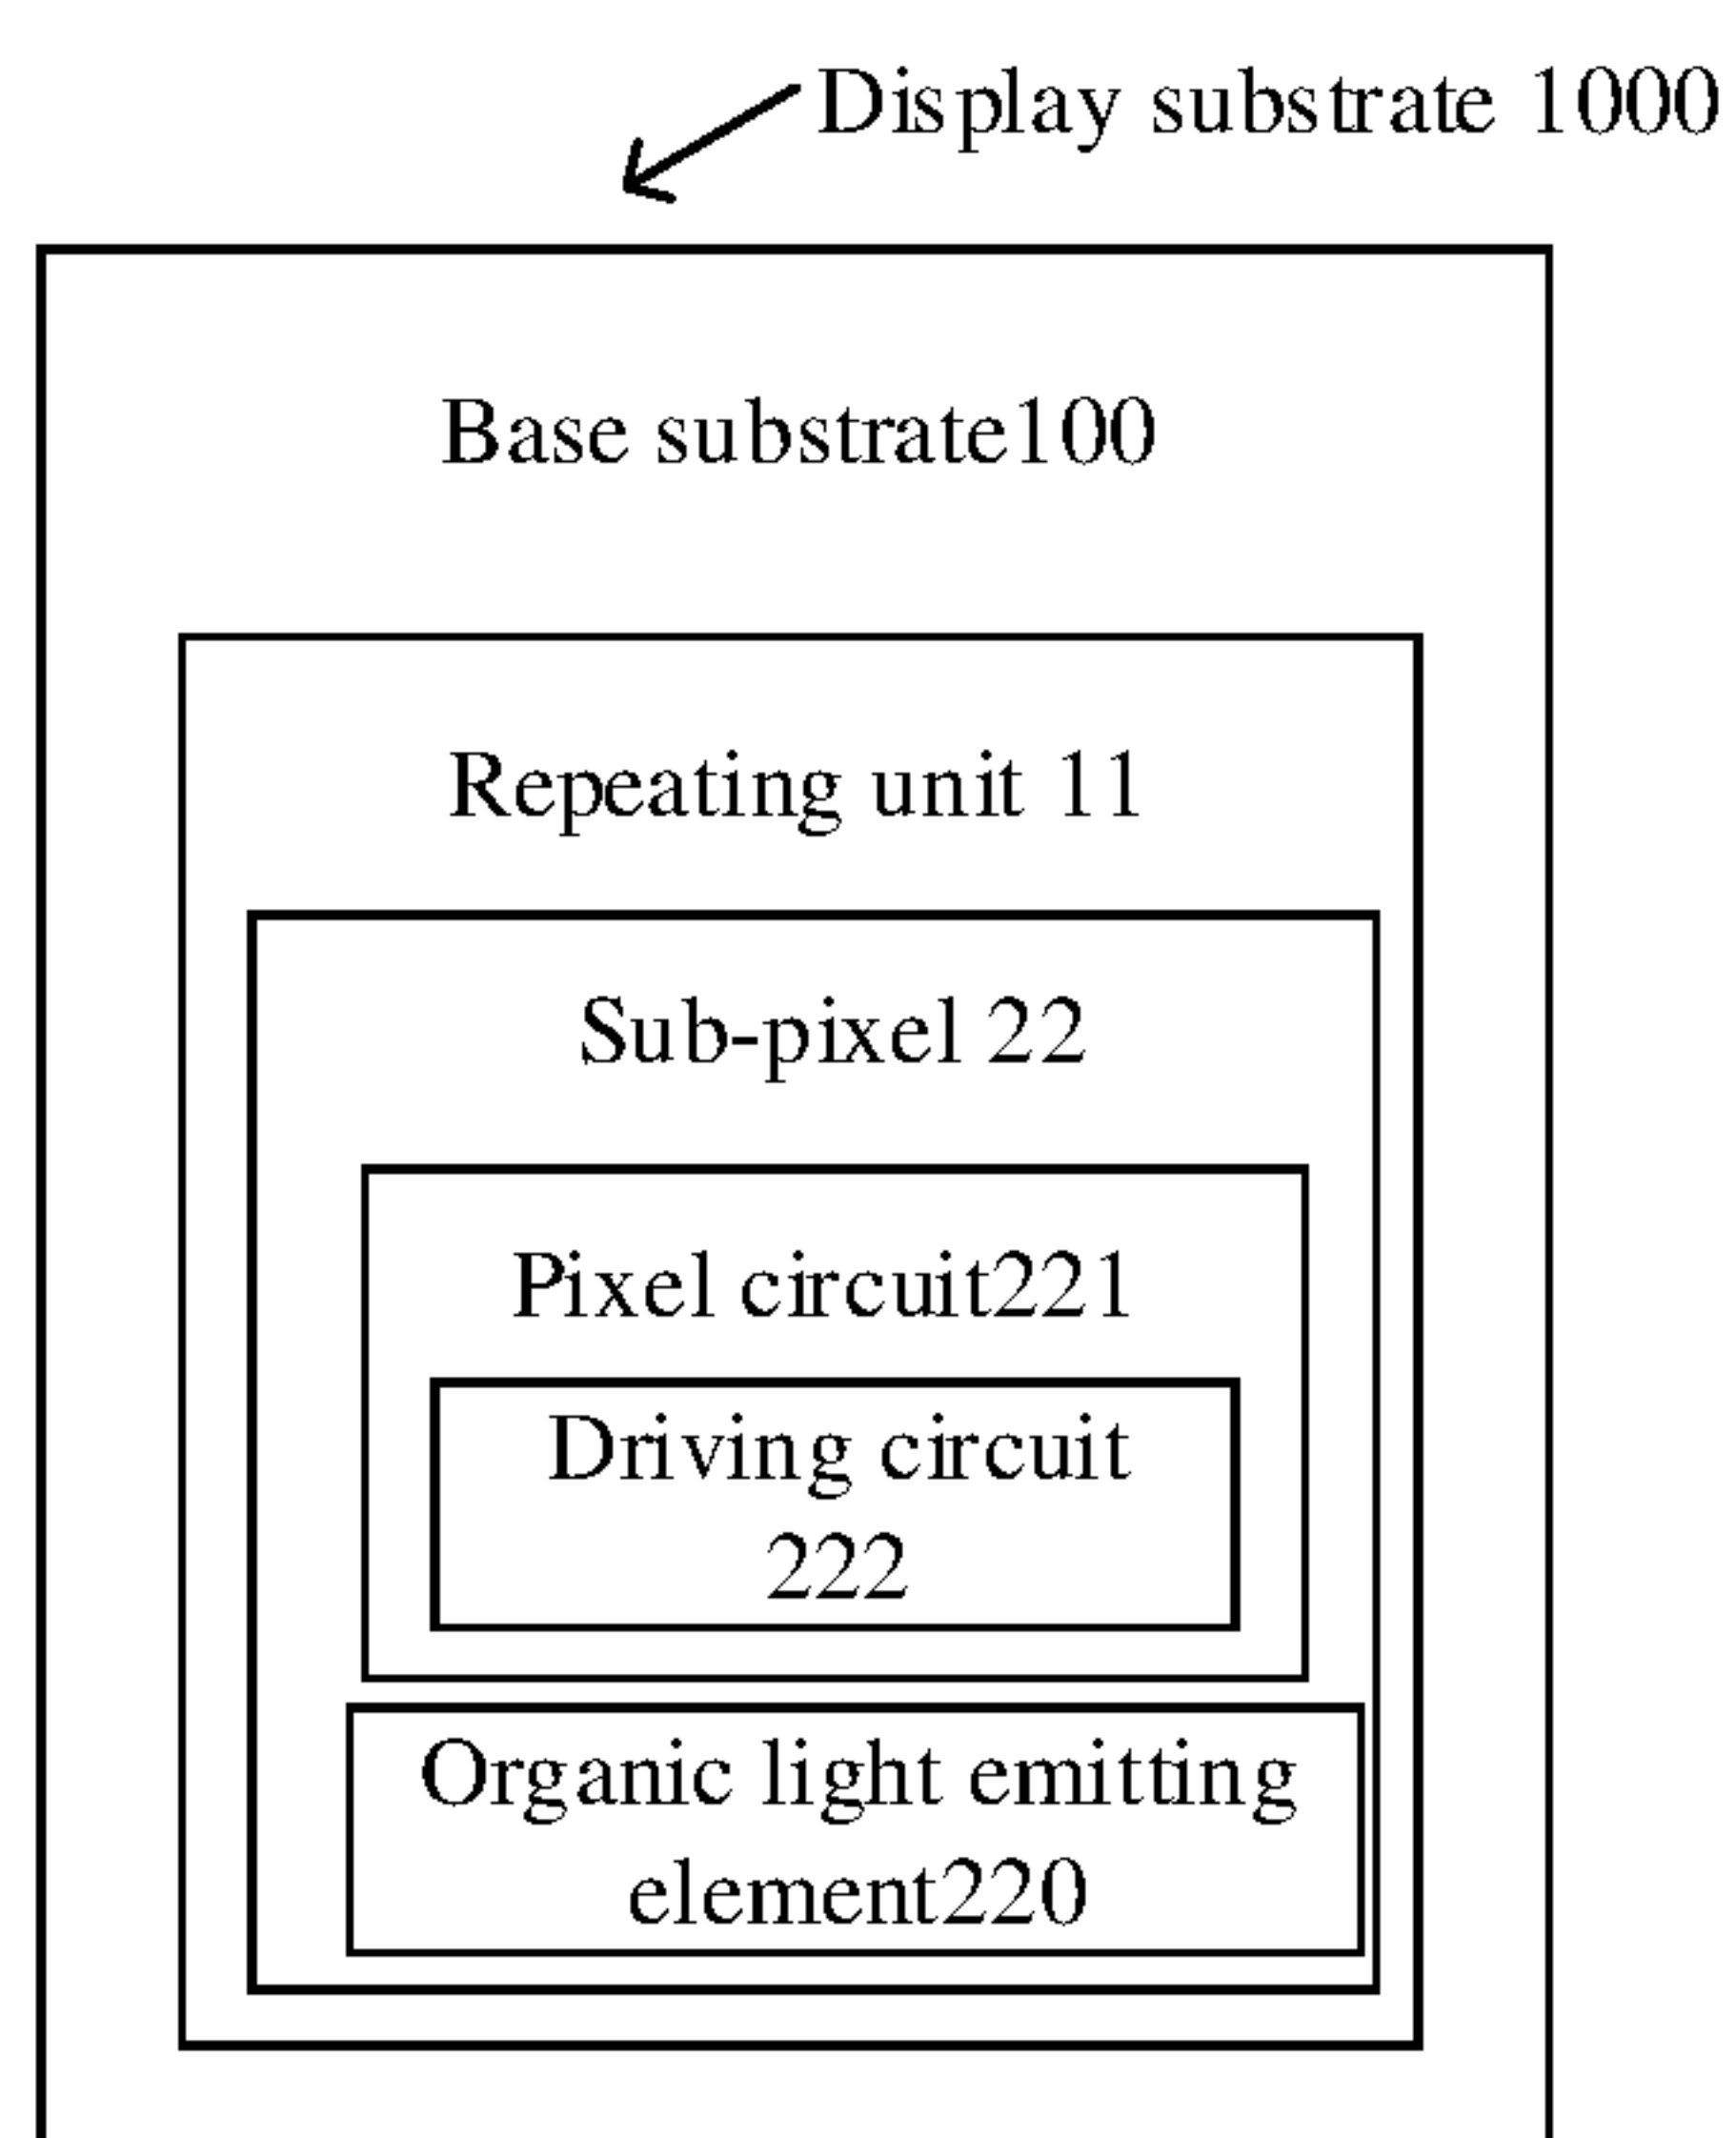 Display substrate 1000
Base substrate100
Repeating unit 11
Sub-pixel 22
Pixel circuit221
Driving circuit
222
Organic light emitting
element220